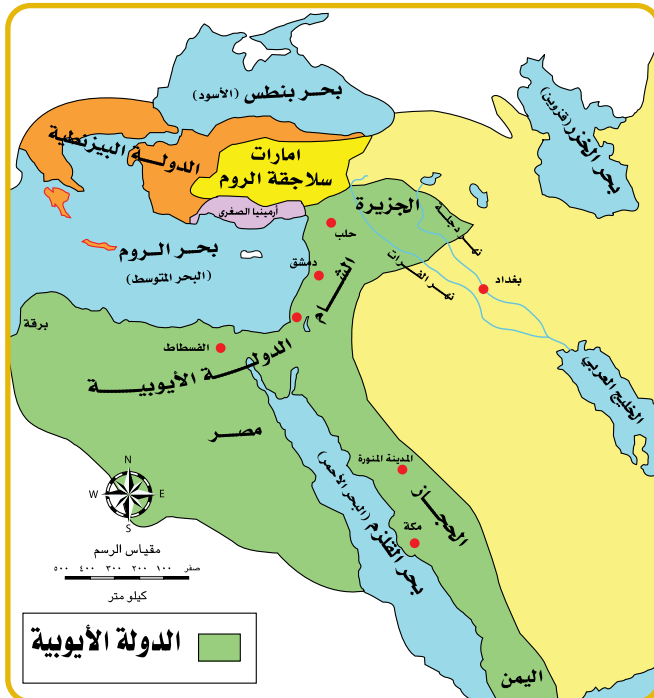 بحر بنطس (الأسود)
بحر الخزر (قزوين)
الدولة البيزنطية
امارات
سلاجقة الروم
أرمينيا الصغرى
الجزيرة
حلب
نهر دجلة
بحر الروم
(البحر المتوسط)
دمشق
الشام
نهر الفرات
بغداد
برقة
الفسطاط
الدولة الأيوبية
الخليج العربي
مصر
المدينة المنورة
الحجاز
مكة
بحر القلزم (البحر الأحمر)
N
W E
S
مقياس الرسم
صفر ١٠٠ ٢٠٠ ٣٠٠ ٤٠٠ ٥٠٠
كيلو متر
الدولة الأيوبية
اليمن